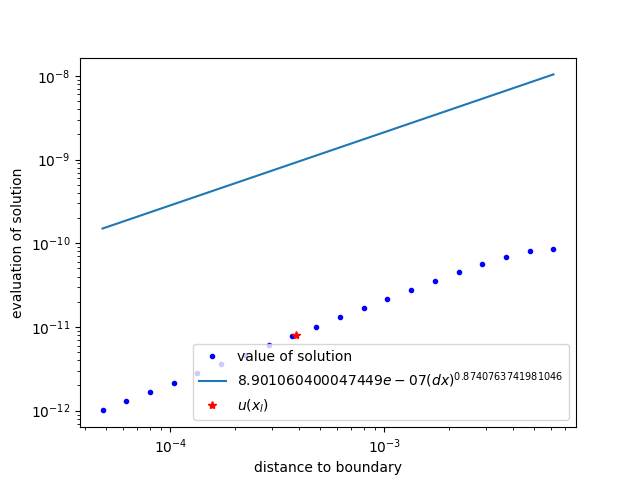 10⁻⁸
10⁻⁹
10⁻¹⁰
10⁻¹¹
10⁻¹²
evaluation of solution
value of solution
8.901060400047449e − 07(dx)^0.8740763741981046
u(x_l)
10⁻⁴
10⁻³
distance to boundary